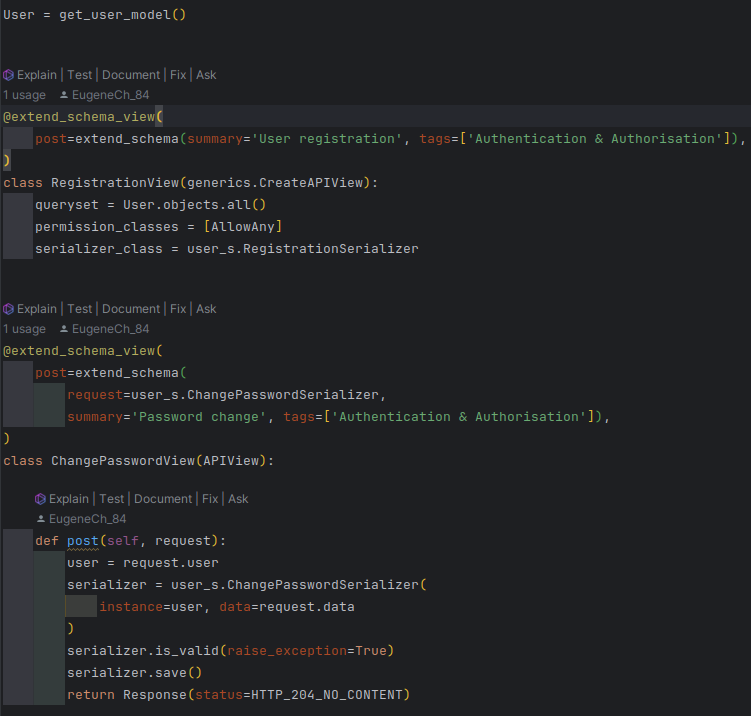 User = get_user_model()
Explain | Test | Document | Fix | Ask
1 usage EugeneCh_84
@extend_schema_view(
    post=extend_schema(summary='User registration', tags=['Authentication & Authorisation']),
)
class RegistrationView(generics.CreateAPIView):
    queryset = User.objects.all()
    permission_classes = [AllowAny]
    serializer_class = user_s.RegistrationSerializer
Explain | Test | Document | Fix | Ask
1 usage EugeneCh_84
@extend_schema_view(
    post=extend_schema(
        request=user_s.ChangePasswordSerializer,
        summary='Password change', tags=['Authentication & Authorisation']),
)
class ChangePasswordView(APIView):
    Explain | Test | Document | Fix | Ask
    EugeneCh_84
    def post(self, request):
        user = request.user
        serializer = user_s.ChangePasswordSerializer(
            instance=user, data=request.data
        )
        serializer.is_valid(raise_exception=True)
        serializer.save()
        return Response(status=HTTP_204_NO_CONTENT)